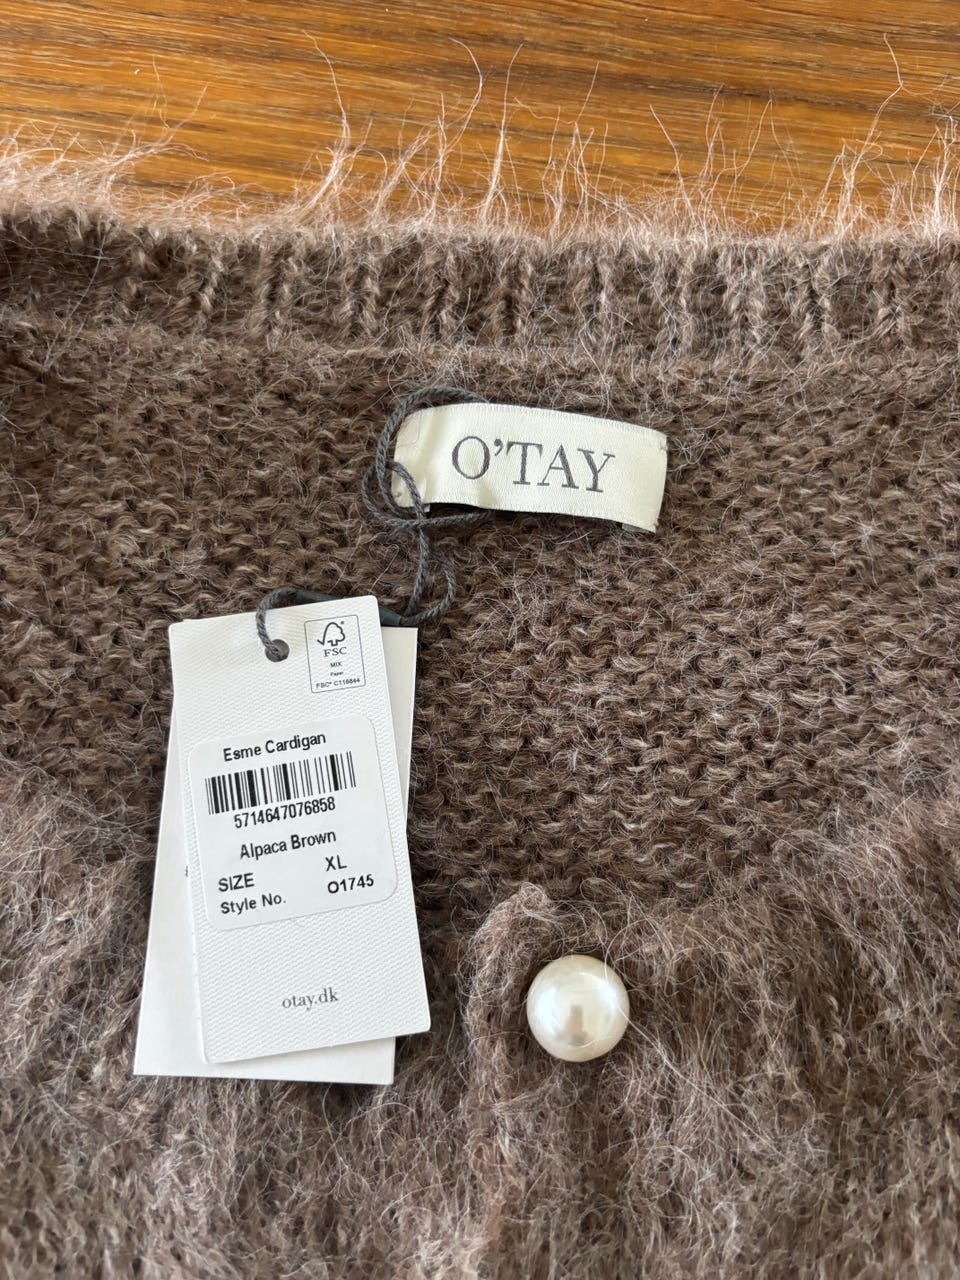 O'TAY
FSC
MIX
Paper
FSC® C116844
Esme Cardigan
5714647076858
Alpaca Brown
SIZE XL
Style No. O1745
otay.dk